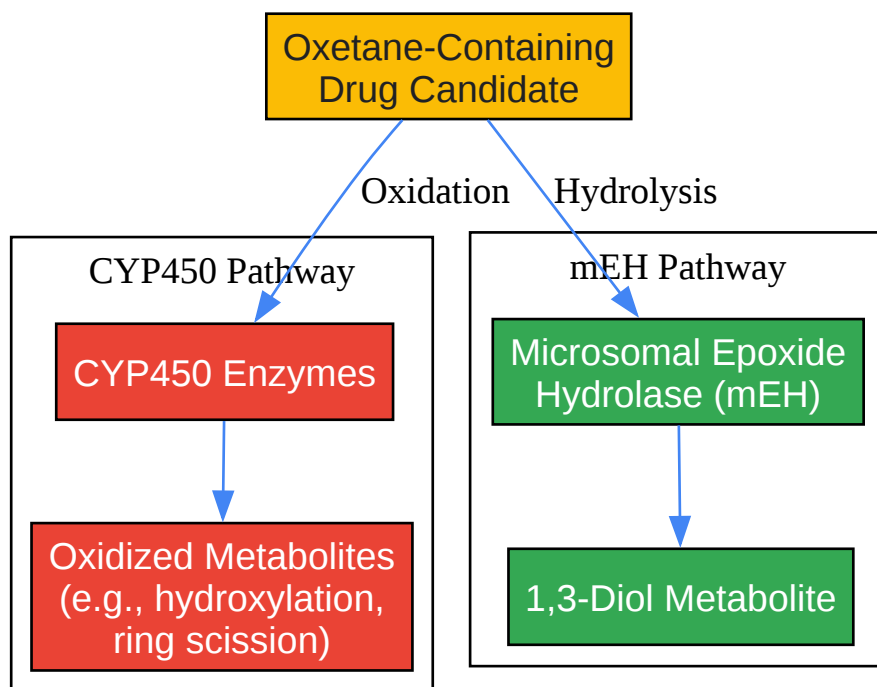 Oxetane-Containing
Drug Candidate
Oxidation
Hydrolysis
CYP450 Pathway
CYP450 Enzymes
Oxidized Metabolites
(e.g., hydroxylation,
ring scission)
mEH Pathway
Microsomal Epoxide
Hydrolase (mEH)
1,3-Diol Metabolite